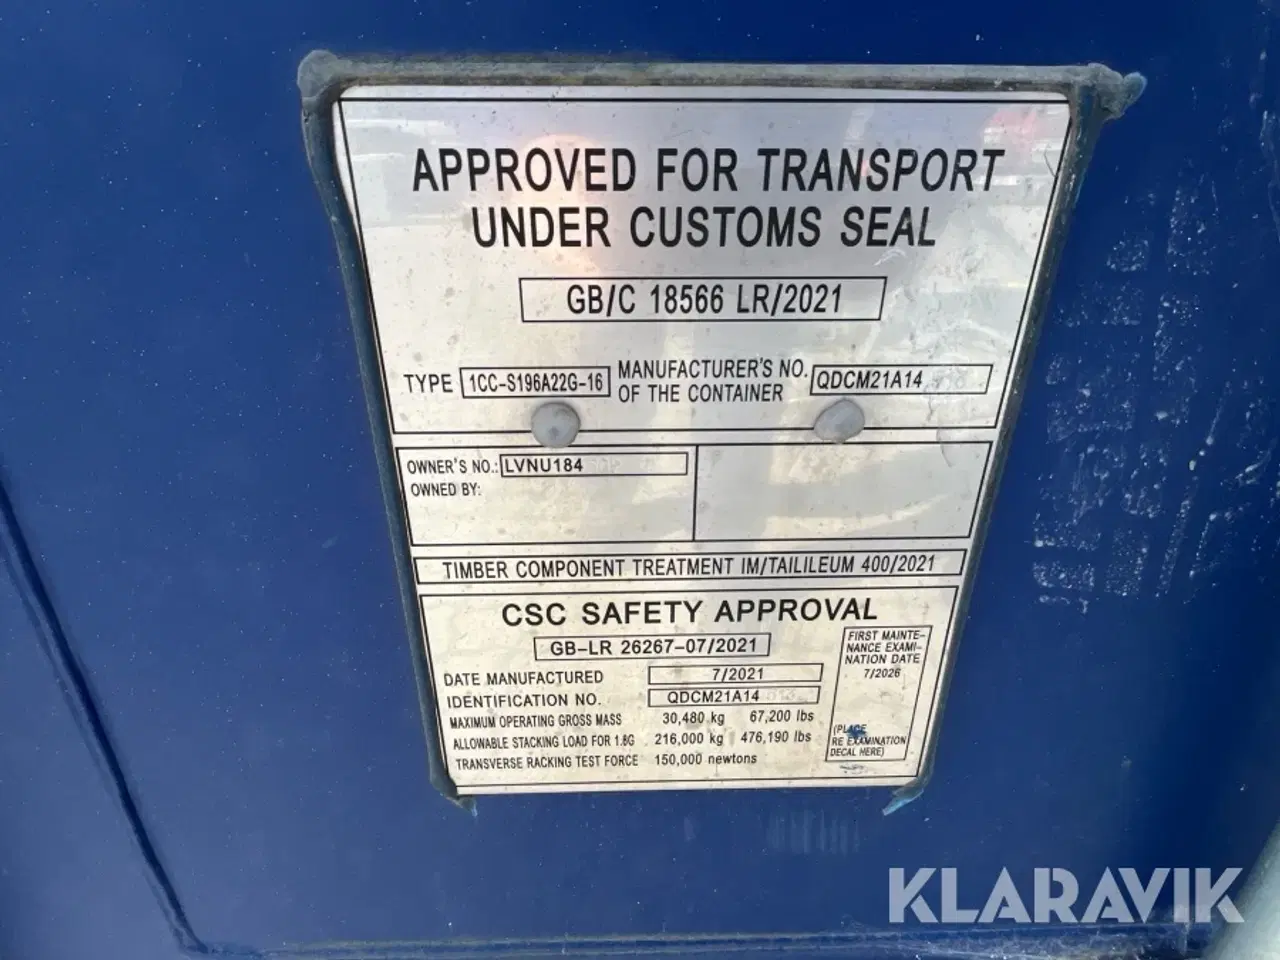 APPROVED FOR TRANSPORT
UNDER CUSTOMS SEAL
GB/C 18566 LR/2021
TYPE 1CC-S196A22G-16 MANUFACTURER'S NO. OF THE CONTAINER QDCM21A14
OWNER'S NO.: LVNU184
OWNED BY:
TIMBER COMPONENT TREATMENT IM/TAILILEUM 400/2021
CSC SAFETY APPROVAL
GB-LR 26267-07/2021
DATE MANUFACTURED 7/2021
IDENTIFICATION NO. QDCM21A14
MAXIMUM OPERATING GROSS MASS 30,480 kg 67,200 lbs
ALLOWABLE STACKING LOAD FOR 1.8G 216,000 kg 476,190 lbs
TRANSVERSE RACKING TEST FORCE 150,000 newtons
FIRST MAINTE-
NANCE EXAMI-
NATION DATE
7/2026
(PLACE
RE EXAMINATION
DECAL HERE)
KLARAVIK